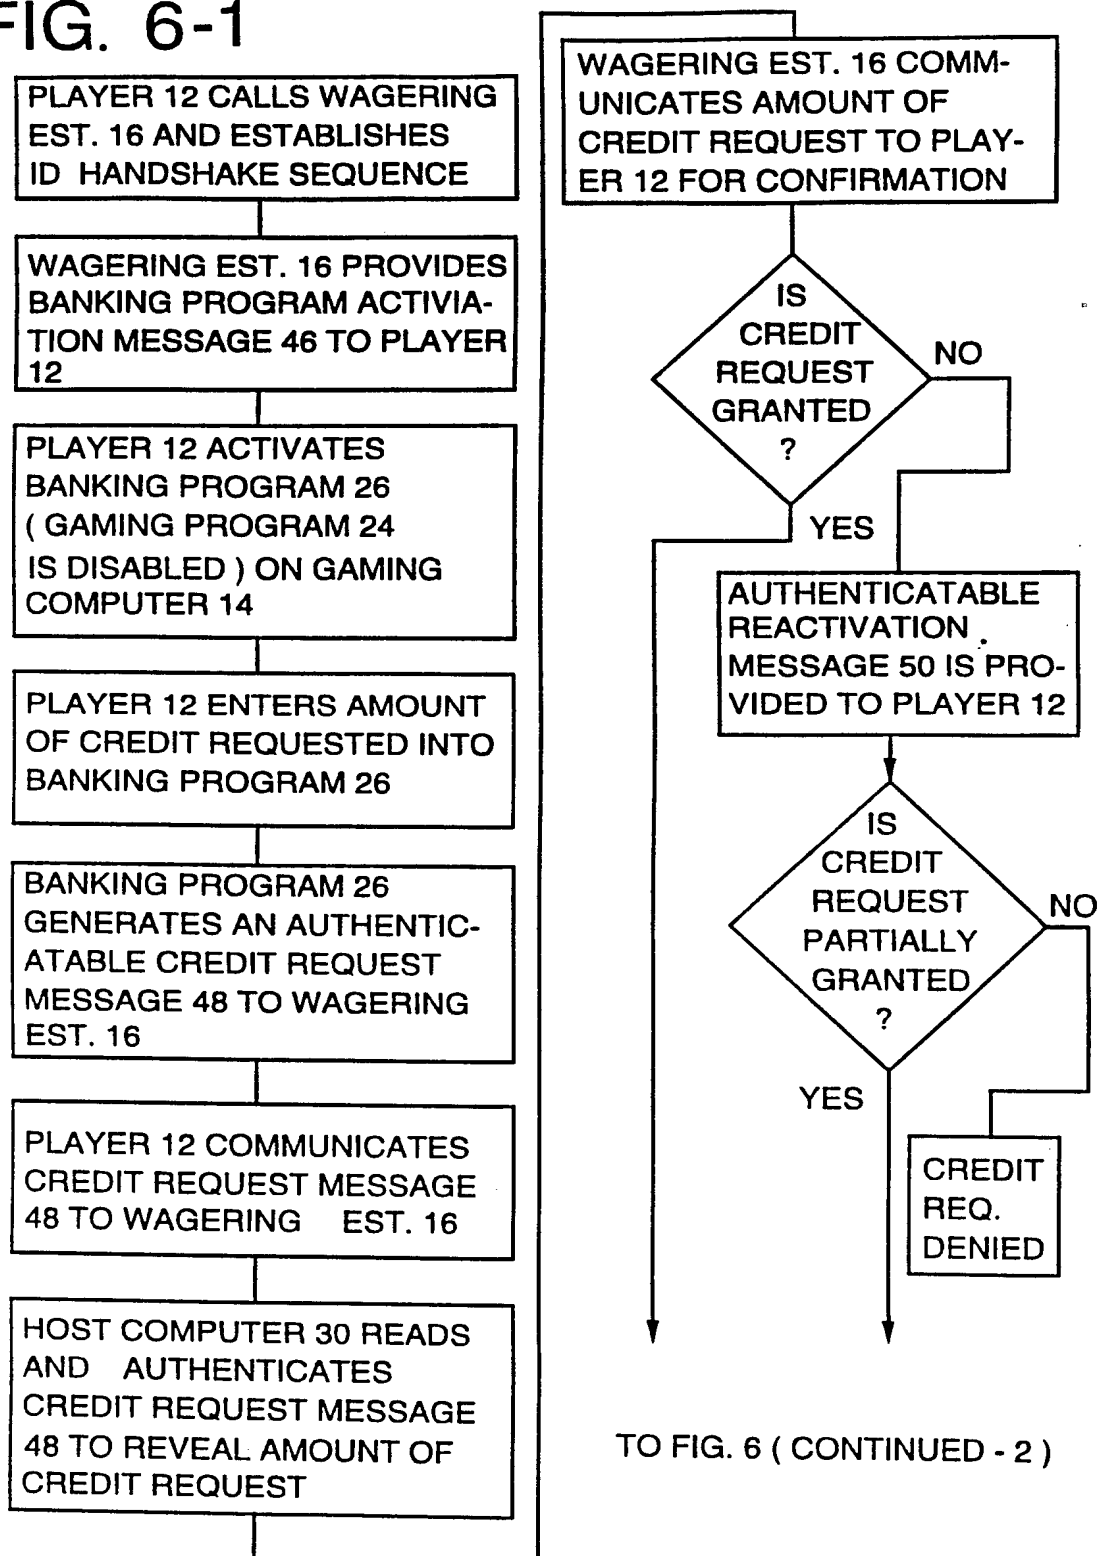 FIG. 6-1
PLAYER 12 CALLS WAGERING
EST. 16 AND ESTABLISHES
ID HANDSHAKE SEQUENCE
WAGERING EST. 16 PROVIDES
BANKING PROGRAM ACTIVIA-
TION MESSAGE 46 TO PLAYER
12
PLAYER 12 ACTIVATES
BANKING PROGRAM 26
( GAMING PROGRAM 24
IS DISABLED ) ON GAMING
COMPUTER 14
PLAYER 12 ENTERS AMOUNT
OF CREDIT REQUESTED INTO
BANKING PROGRAM 26
BANKING PROGRAM 26
GENERATES AN AUTHENTIC-
ATABLE CREDIT REQUEST
MESSAGE 48 TO WAGERING
EST. 16
PLAYER 12 COMMUNICATES
CREDIT REQUEST MESSAGE
48 TO WAGERING EST. 16
HOST COMPUTER 30 READS
AND AUTHENTICATES
CREDIT REQUEST MESSAGE
48 TO REVEAL AMOUNT OF
CREDIT REQUEST
WAGERING EST. 16 COMM-
UNICATES AMOUNT OF
CREDIT REQUEST TO PLAY-
ER 12 FOR CONFIRMATION
IS
CREDIT
REQUEST
GRANTED
?
NO
YES
AUTHENTICATABLE
REACTIVATION
MESSAGE 50 IS PRO-
VIDED TO PLAYER 12
IS
CREDIT
REQUEST
PARTIALLY
GRANTED
?
NO
YES
CREDIT
REQ.
DENIED
TO FIG. 6 ( CONTINUED - 2 )